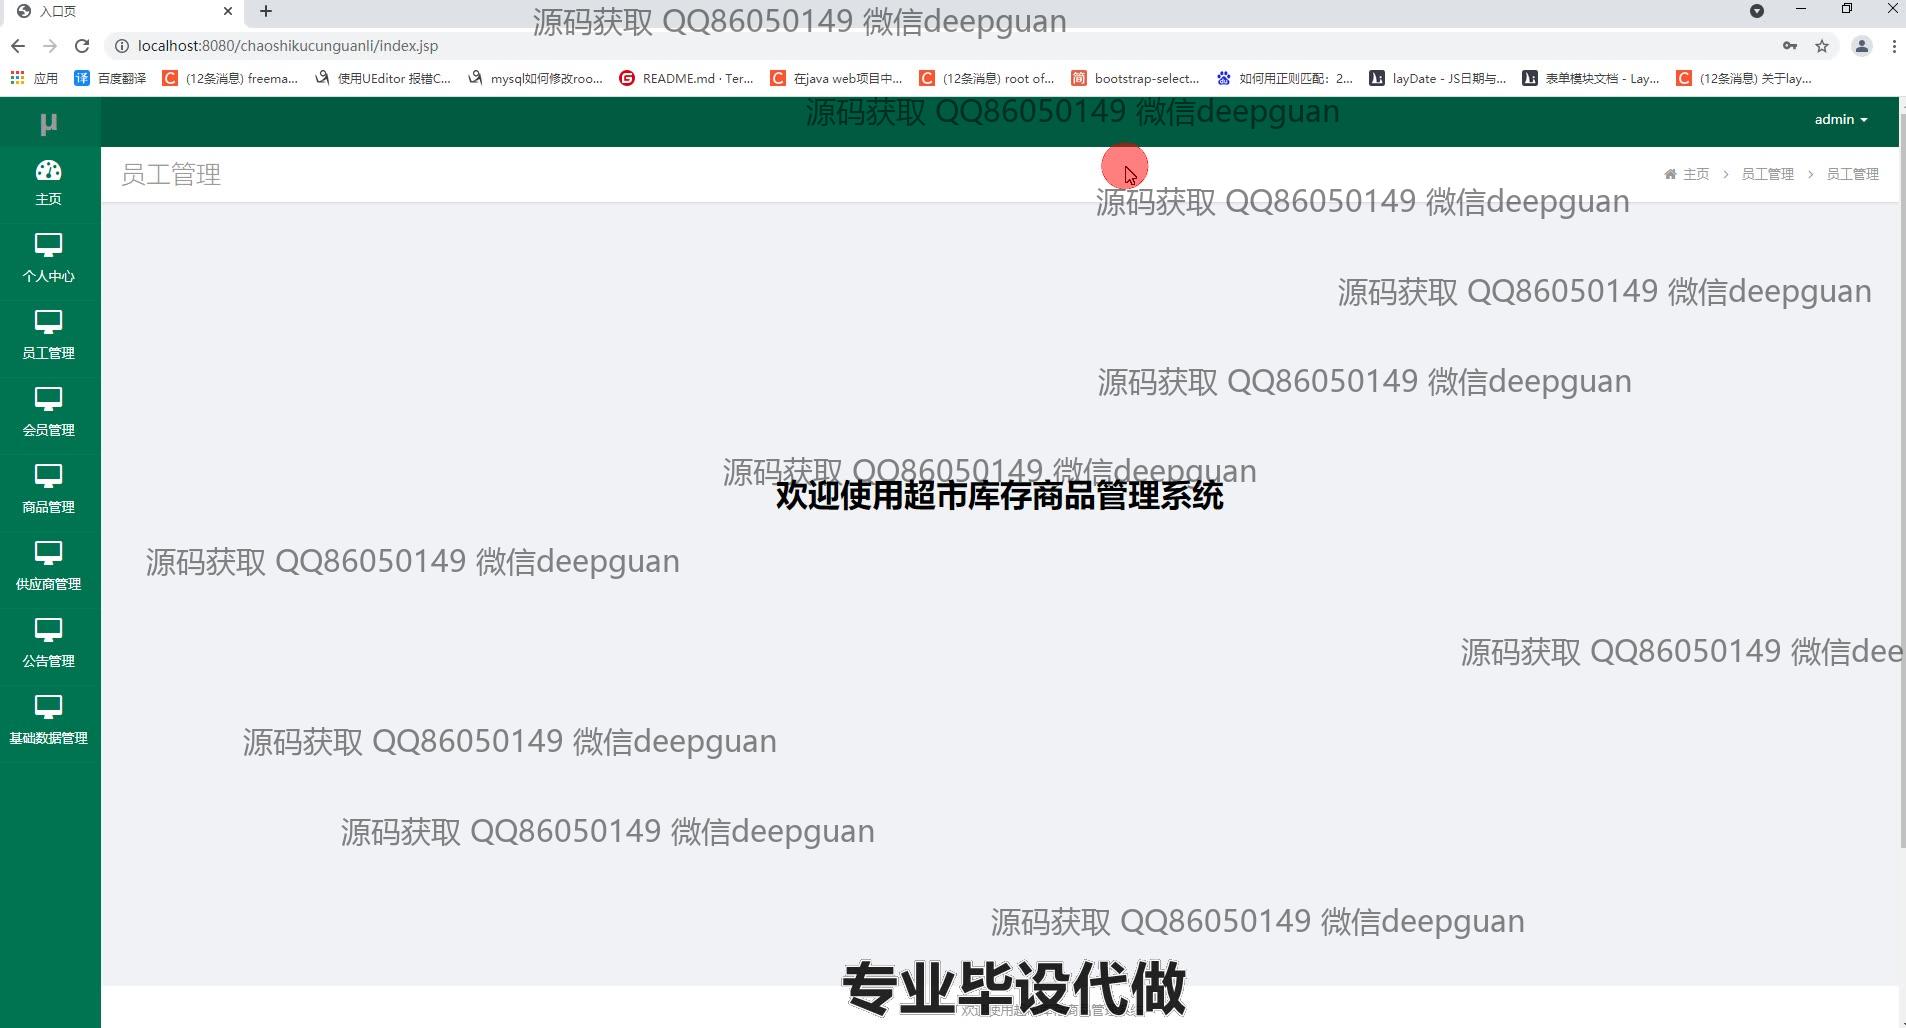 入口页
源码获取 QQ86050149 微信deepguan
localhost:8080/chaoshikucunguanli/index.jsp
应用 百度翻译 (12条消息) freema... 使用UEditor 报错C... mysql如何修改roo... README.md · Ter... 在java web项目中... (12条消息) root of... bootstrap-select... 如何用正则匹配：2... layDate - JS日期与... 表单模块文档 - Lay... (12条消息) 关于lay...
μ
源码获取 QQ86050149 微信deepguan
admin
员工管理
主页 > 员工管理 > 员工管理
主页
源码获取 QQ86050149 微信deepguan
个人中心
源码获取 QQ86050149 微信deepguan
员工管理
源码获取 QQ86050149 微信deepguan
会员管理
源码获取 QQ86050149 微信deepguan
欢迎使用超市库存商品管理系统
商品管理
源码获取 QQ86050149 微信deepguan
供应商管理
源码获取 QQ86050149 微信dee
公告管理
源码获取 QQ86050149 微信deepguan
基础数据管理
源码获取 QQ86050149 微信deepguan
源码获取 QQ86050149 微信deepguan
专业毕设代做